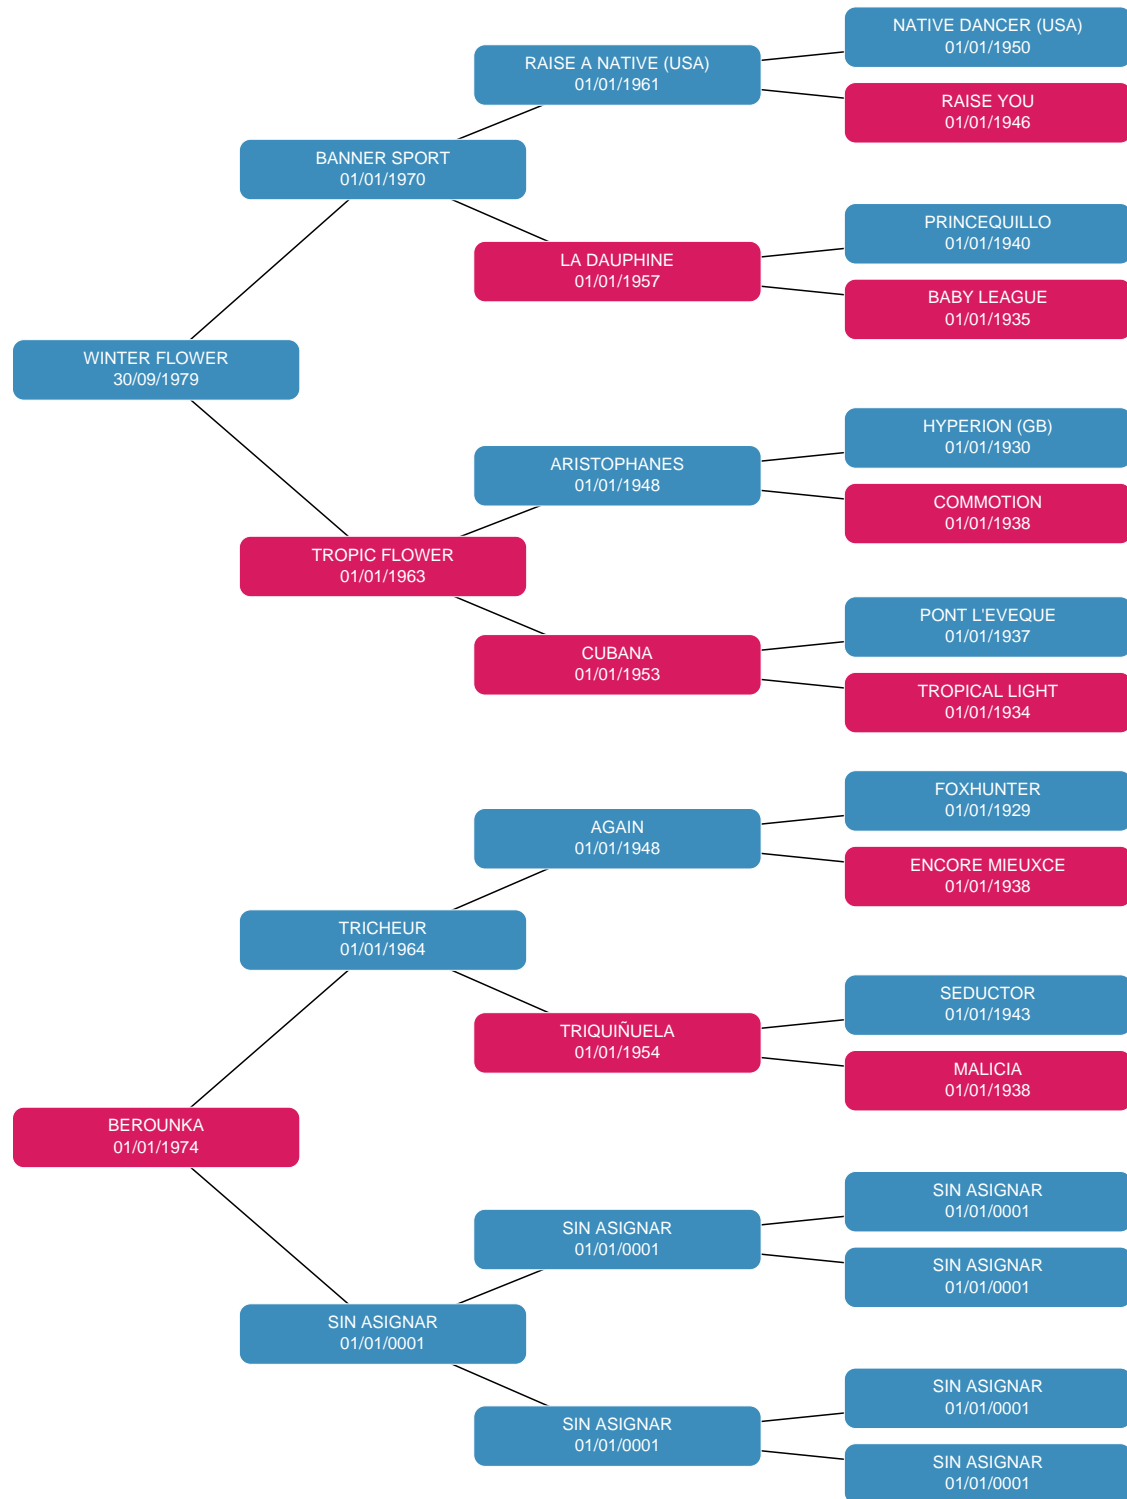 NATIVE DANCER (USA)
01/01/1950
RAISE A NATIVE (USA)
01/01/1961
RAISE YOU
01/01/1946
BANNER SPORT
01/01/1970
PRINCEQUILLO
01/01/1940
LA DAUPHINE
01/01/1957
BABY LEAGUE
01/01/1935
WINTER FLOWER
30/09/1979
HYPERION (GB)
01/01/1930
ARISTOPHANES
01/01/1948
COMMOTION
01/01/1938
TROPIC FLOWER
01/01/1963
PONT L'EVEQUE
01/01/1937
CUBANA
01/01/1953
TROPICAL LIGHT
01/01/1934
FOXHUNTER
01/01/1929
AGAIN
01/01/1948
ENCORE MIEUXCE
01/01/1938
TRICHEUR
01/01/1964
SEDUCTOR
01/01/1943
TRIQUIÑUELA
01/01/1954
MALICIA
01/01/1938
BEROUNKA
01/01/1974
SIN ASIGNAR
01/01/0001
SIN ASIGNAR
01/01/0001
SIN ASIGNAR
01/01/0001
SIN ASIGNAR
01/01/0001
SIN ASIGNAR
01/01/0001
SIN ASIGNAR
01/01/0001
SIN ASIGNAR
01/01/0001